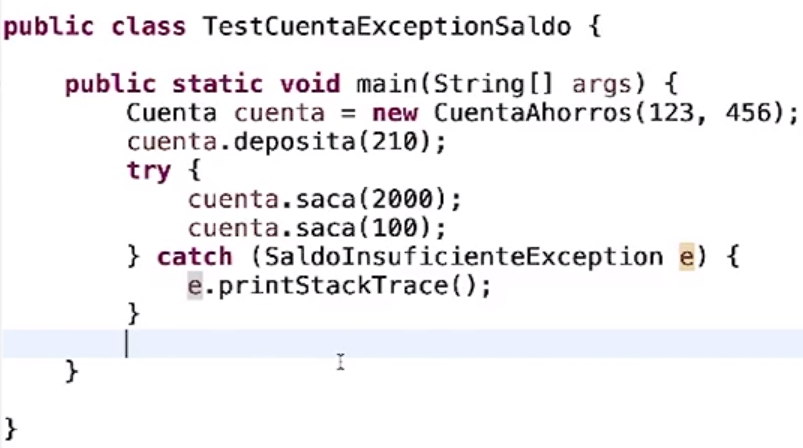 public class TestCuentaExceptionSaldo {
public static void main(String[] args) {
Cuenta cuenta = new CuentaAhorros(123, 456);
cuenta.deposita(210);
try {
cuenta.saca(2000);
cuenta.saca(100);
} catch (SaldoInsuficienteException e) {
e.printStackTrace();
}
}
}